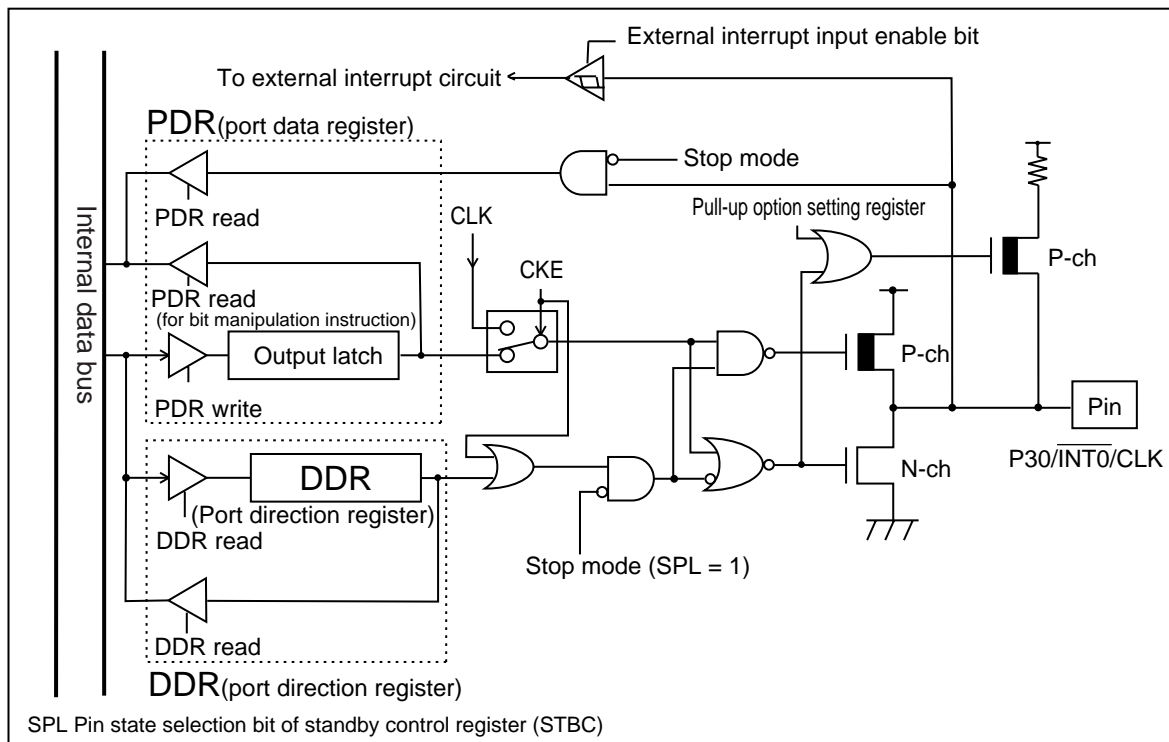 External interrupt input enable bit
To external interrupt circuit
PDR(port data register)
Stop mode
Internal data bus
PDR read
CLK
Pull-up option setting register
P-ch
CKE
PDR read
(for bit manipulation instruction)
Output latch
P-ch
PDR write
Pin
P30/INT0/CLK
DDR
N-ch
(Port direction register)
DDR read
Stop mode (SPL = 1)
DDR read
DDR(port direction register)
SPL Pin state selection bit of standby control register (STBC)